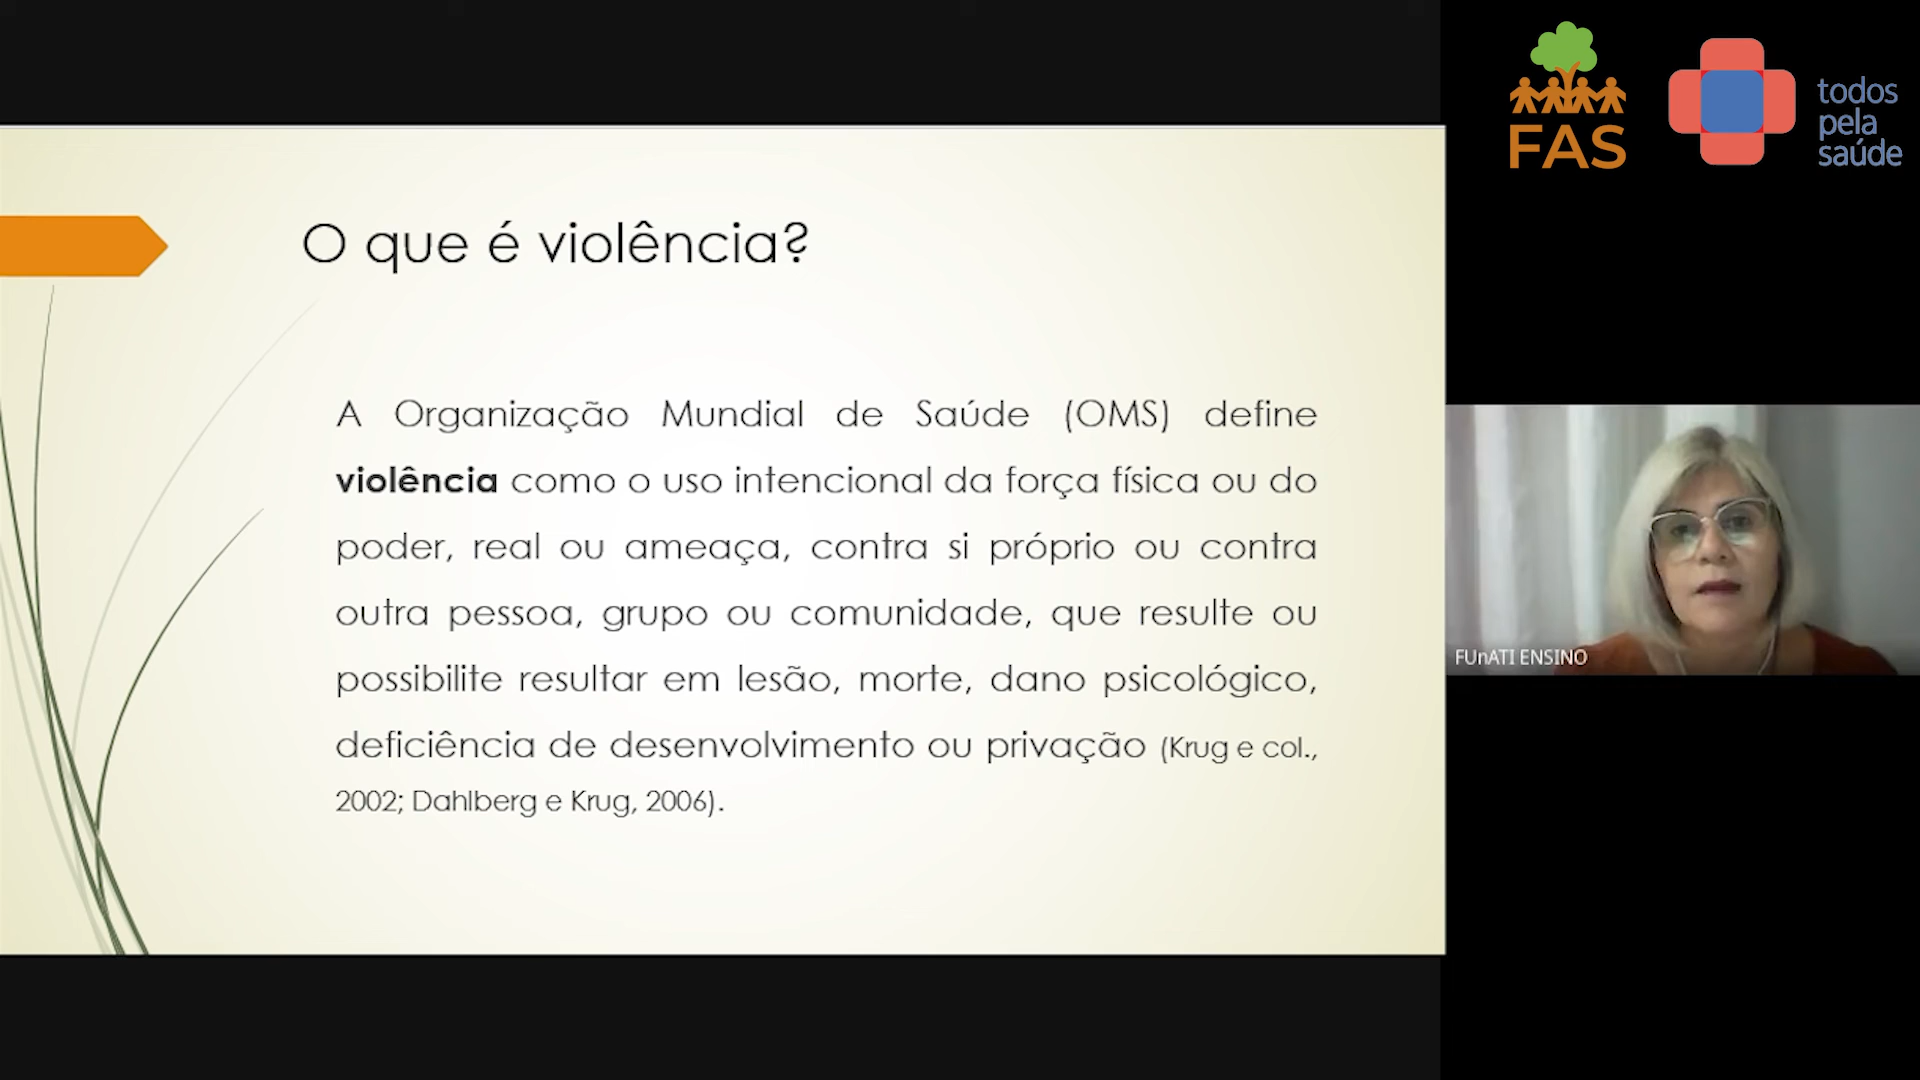 O que é violência?
A Organização Mundial de Saúde (OMS) define
violência como o uso intencional da força física ou do
poder, real ou ameaça, contra si próprio ou contra
outra pessoa, grupo ou comunidade, que resulte ou
possibilite resultar em lesão, morte, dano psicológico,
deficiência de desenvolvimento ou privação (Krug e col.,
2002; Dahlberg e Krug, 2006).
FAS
todos
pela
saúde
FUnATI ENSINO